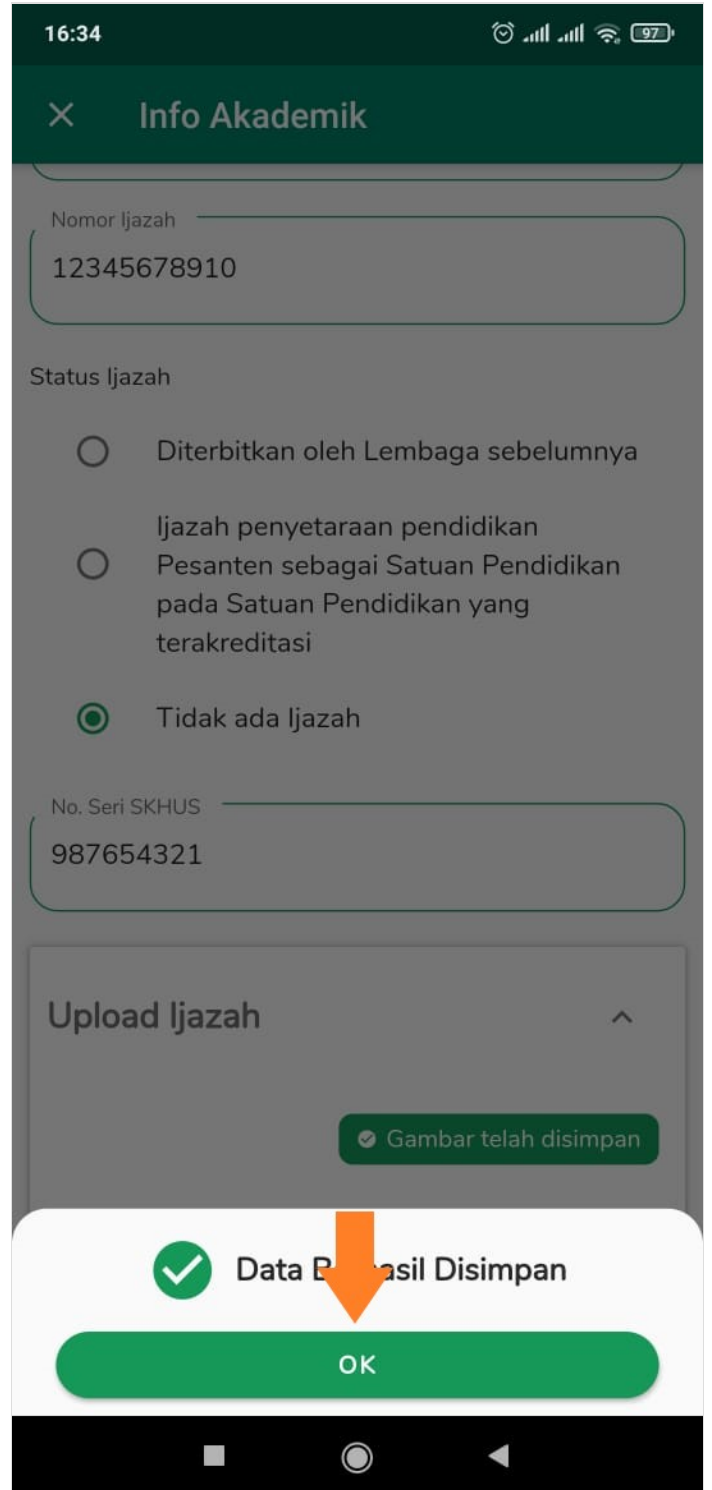 16:34
97
Info Akademik
Nomor Ijazah
12345678910
Status Ijazah
Diterbitkan oleh Lembaga sebelumnya
Ijazah penyetaraan pendidikan
Pesanten sebagai Satuan Pendidikan
pada Satuan Pendidikan yang
terakreditasi
Tidak ada Ijazah
No. Seri SKHUS
987654321
Upload Ijazah
Gambar telah disimpan
Data Disimpan
OK